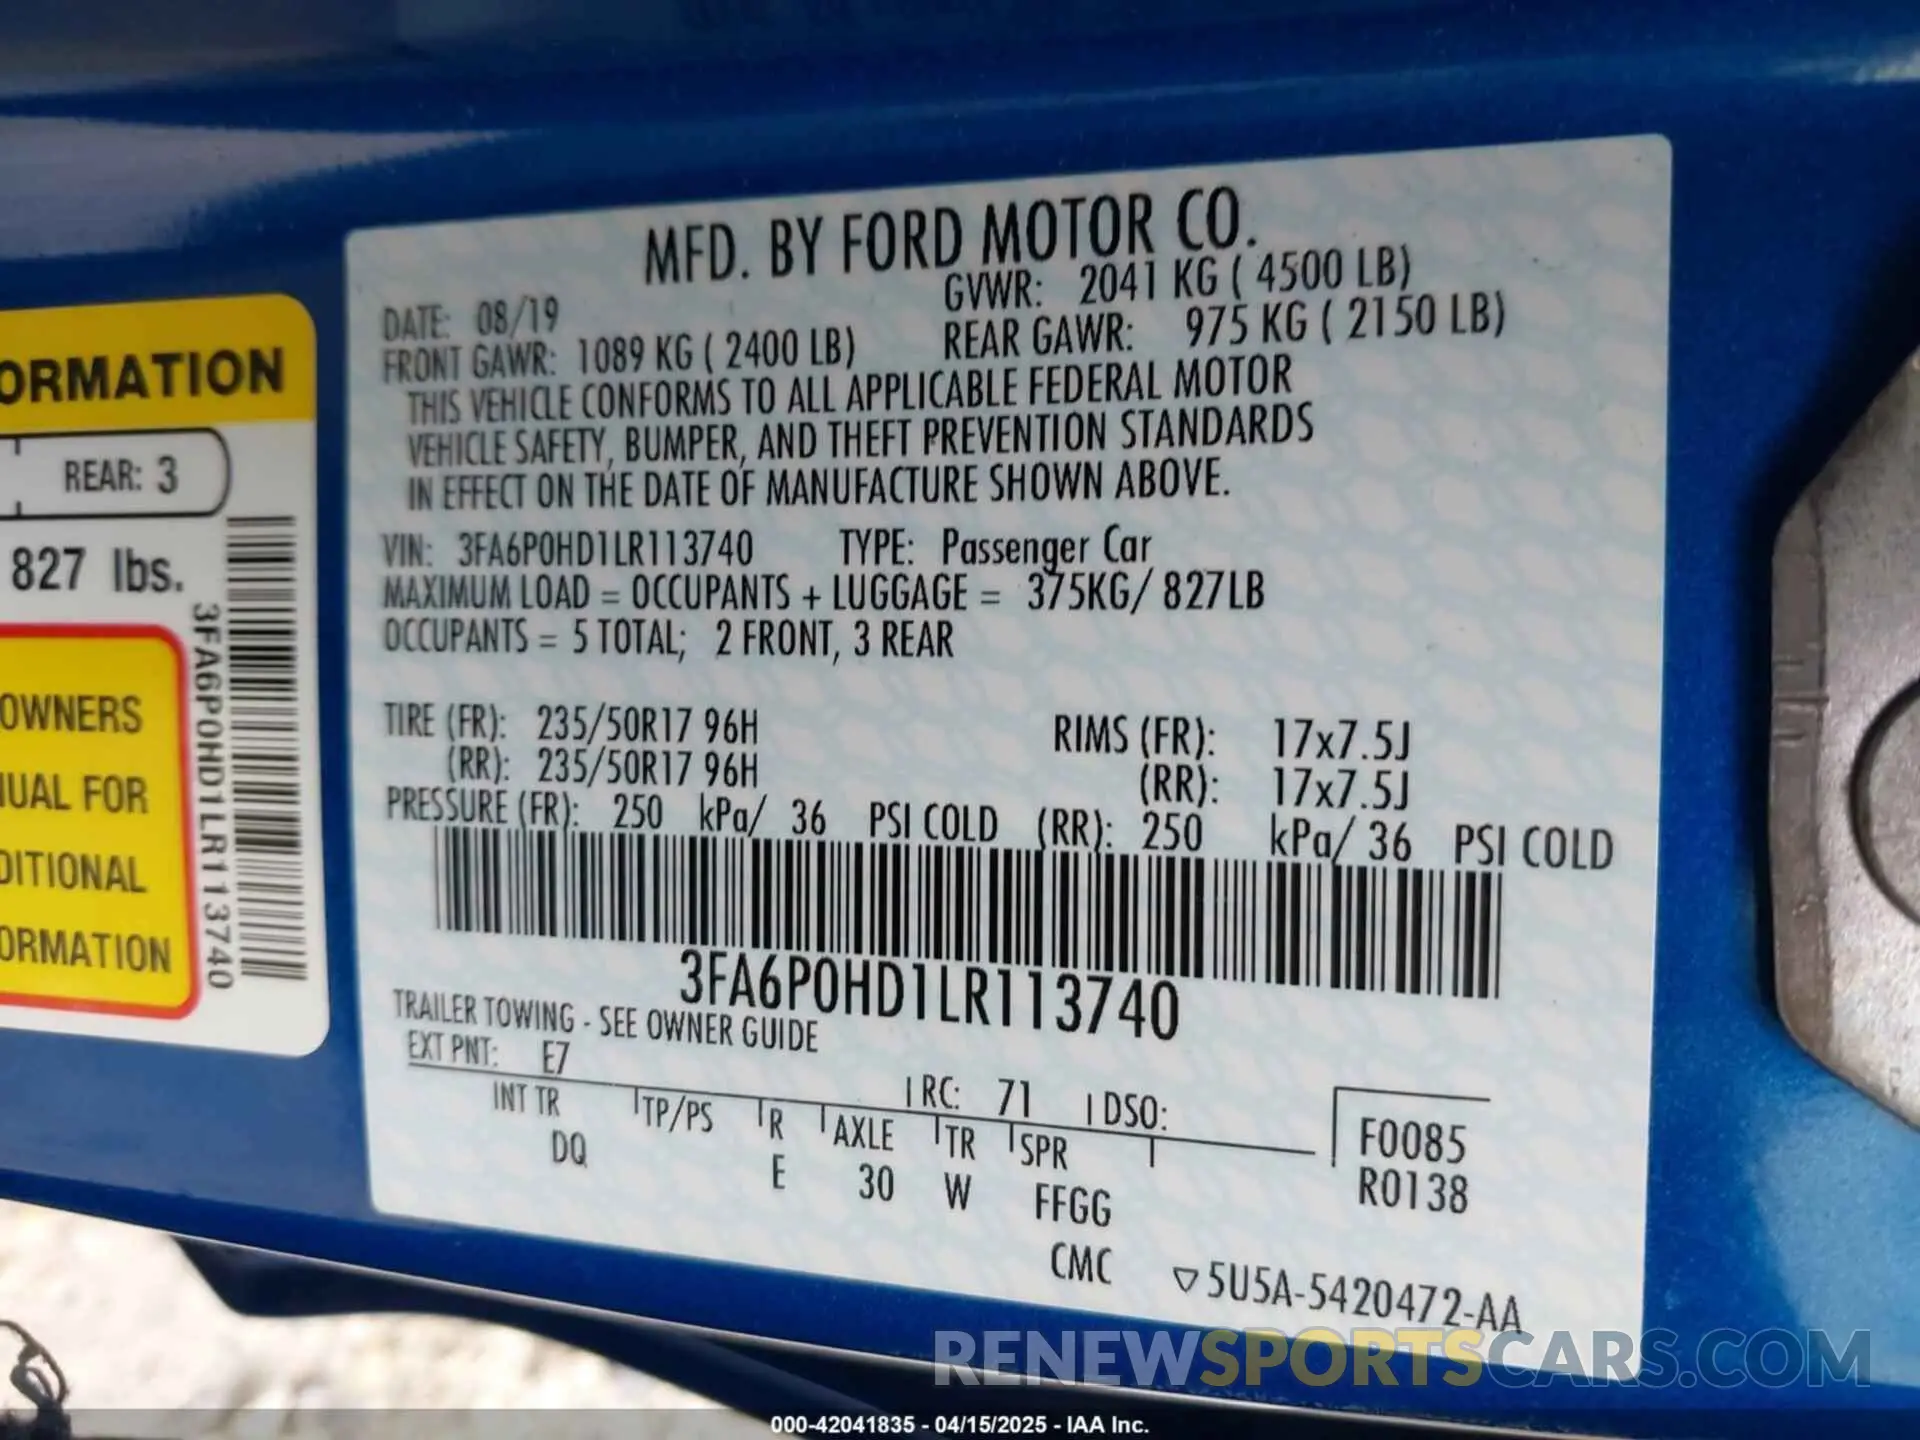 MFD. BY FORD MOTOR CO.
DATE: 08/19 GVWR: 2041 KG ( 4500 LB)
FRONT GAWR: 1089 KG ( 2400 LB) REAR GAWR: 975 KG ( 2150 LB)
THIS VEHICLE CONFORMS TO ALL APPLICABLE FEDERAL MOTOR
VEHICLE SAFETY, BUMPER, AND THEFT PREVENTION STANDARDS
IN EFFECT ON THE DATE OF MANUFACTURE SHOWN ABOVE.
VIN: 3FA6P0HD1LR113740 TYPE: Passenger Car
MAXIMUM LOAD = OCCUPANTS + LUGGAGE = 375KG/ 827LB
OCCUPANTS = 5 TOTAL; 2 FRONT, 3 REAR
TIRE (FR): 235/50R17 96H RIMS (FR): 17x7.5J
(RR): 235/50R17 96H (RR): 17x7.5J
PRESSURE (FR): 250 kPa/ 36 PSI COLD (RR): 250 kPa/ 36 PSI COLD
3FA6P0HD1LR113740
TRAILER TOWING - SEE OWNER GUIDE
EXT PNT: E7 RC: 71 DSO:
INT TR TP/PS R AXLE TR SPR
DQ E 30 W FFGG
CMC
F0085
R0138
▽5U5A-5420472-AA
ORMATION
REAR: 3
827 lbs.
3FA6P0HD1LR113740
OWNERS
UAL FOR
DITIONAL
ORMATION
RENEWSPORTSCARS.COM
000-42041835 - 04/15/2025 - IAA Inc.